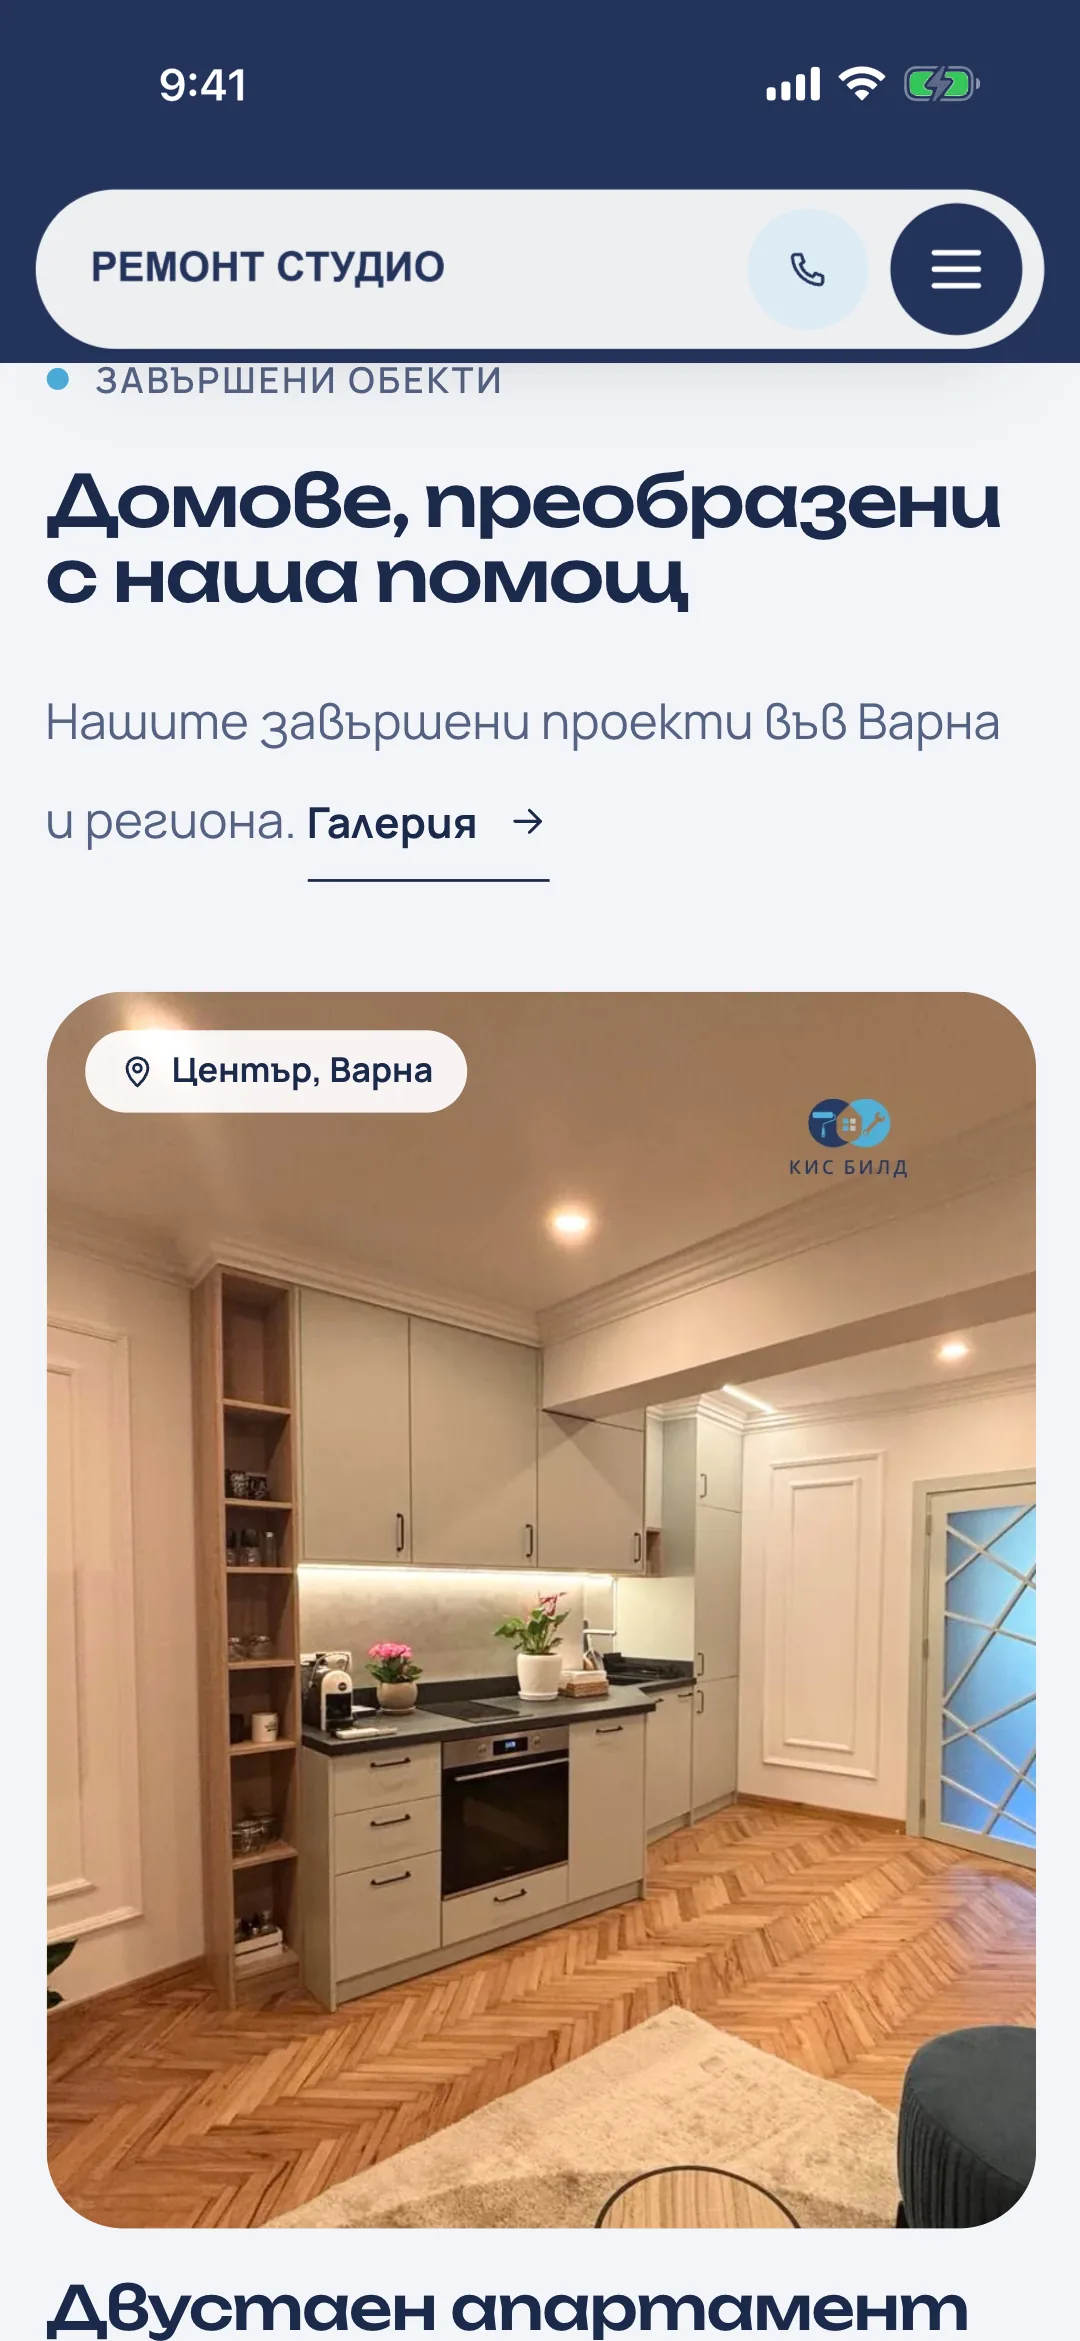 9:41
РЕМОНТ СТУДИО
ЗАВЪРШЕНИ ОБЕКТИ
Домове, преобразени
с наша помощ
Нашите завършени проекти във Варна
и региона. Галерия →
Център, Варна
КИС БИЛД
Двустаен апартамент